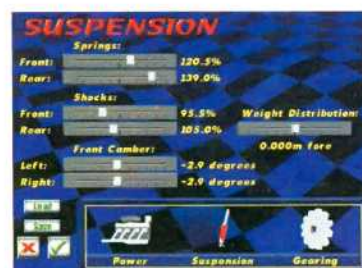 SUSPENSION
Springs:
Front: 120.5%
Rear: 139.0%
Shocks:
Front: 95.5% Weight Distribution:
Rear: 105.0%
Front Camber: 0.000m fore
Left: -2.9 degrees
Right: -2.9 degrees
Load
Save
Power Suspension Gearing